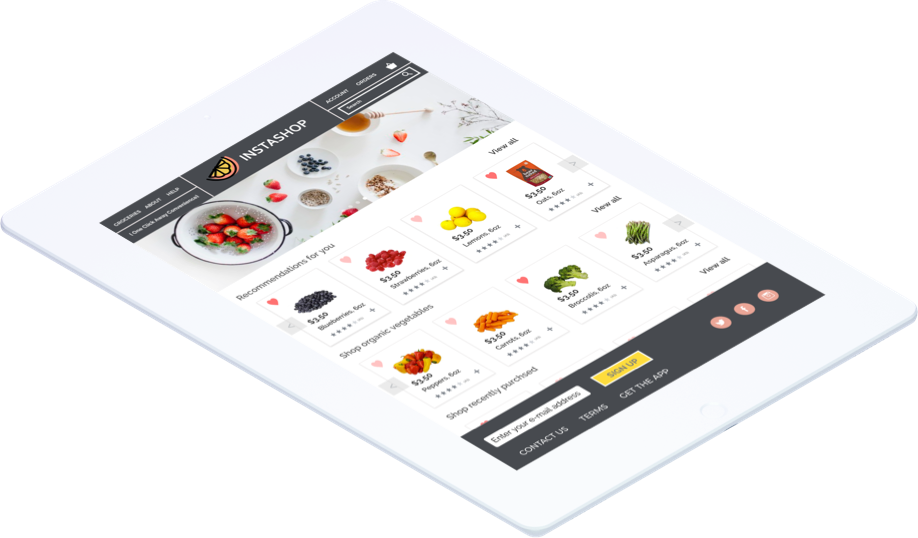 GROCERIES ABOUT HELP
INSTASHOP
ACCOUNT ORDERS
Search
One Click Away Convenience!
Recommendations for you
View all
$3.50
Blueberries, 6oz
$3.50
Strawberries, 6oz
$3.50
Lemons, 6oz
$3.50
Oats, 6oz
Shop organic vegetables
View all
$3.50
Peppers, 6oz
$3.50
Carrots, 6oz
$3.50
Broccolis, 6oz
$3.50
Asparagus, 6oz
Shop recently purchsed
View all
Enter your e-mail address
SIGN UP
CONTACT US TERMS GET THE APP